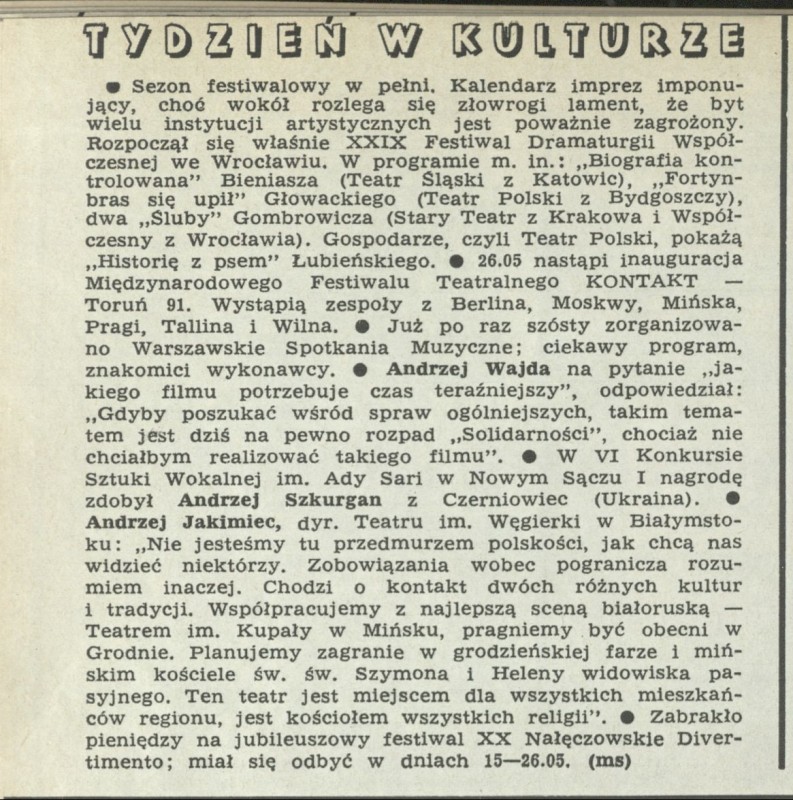 TYDZIEŃ W KULTURZE
● Sezon festiwalowy w pełni. Kalendarz imprez imponu-
jący, choć wokół rozlega się złowrogi lament, że byt
wielu instytucji artystycznych jest poważnie zagrożony.
Rozpoczął się właśnie XXIX Festiwal Dramaturgii Współ-
czesnej we Wrocławiu. W programie m. in.: „Biografia kon-
trolowana” Bieniasza (Teatr Śląski z Katowic), „Fortyn-
bras się upił” Głowackiego (Teatr Polski z Bydgoszczy),
dwa „Śluby” Gombrowicza (Stary Teatr z Krakowa i Współ-
czesny z Wrocławia). Gospodarze, czyli Teatr Polski, pokażą
„Historię z psem” Łubieńskiego. ● 26.05 nastąpi inauguracja
Międzynarodowego Festiwalu Teatralnego KONTAKT —
Toruń 91. Wystąpią zespoły z Berlina, Moskwy, Mińska,
Pragi, Tallina i Wilna. ● Już po raz szósty zorganizowa-
no Warszawskie Spotkania Muzyczne; ciekawy program,
znakomici wykonawcy. ● Andrzej Wajda na pytanie „ja-
kiego filmu potrzebuje czas teraźniejszy”, odpowiedział:
„Gdyby poszukać wśród spraw ogólniejszych, takim tema-
tem jest dziś na pewno rozpad „Solidarności”, chociaż nie
chciałbym realizować takiego filmu”. ● W VI Konkursie
Sztuki Wokalnej im. Ady Sari w Nowym Sączu I nagrodę
zdobył Andrzej Szkurgan z Czerniowiec (Ukraina). ●
Andrzej Jakimiec, dyr. Teatru im. Węgierki w Białymsto-
ku: „Nie jesteśmy tu przedmurzem polskości, jak chcą nas
widzieć niektórzy. Zobowiązania wobec pogranicza rozu-
miem inaczej. Chodzi o kontakt dwóch różnych kultur
i tradycji. Współpracujemy z najlepszą sceną białoruską —
Teatrem im. Kupały w Mińsku, pragniemy być obecni w
Grodnie. Planujemy zagranie w grodzieńskiej farze i miń-
skim kościele św. św. Szymona i Heleny widowiska pa-
syjnego. Ten teatr jest miejscem dla wszystkich mieszkań-
ców regionu, jest kościołem wszystkich religii”. ● Zabrakło
pieniędzy na jubileuszowy festiwal XX Nałęczowskie Diver-
timento; miał się odbyć w dniach 15—26.05. (ms)